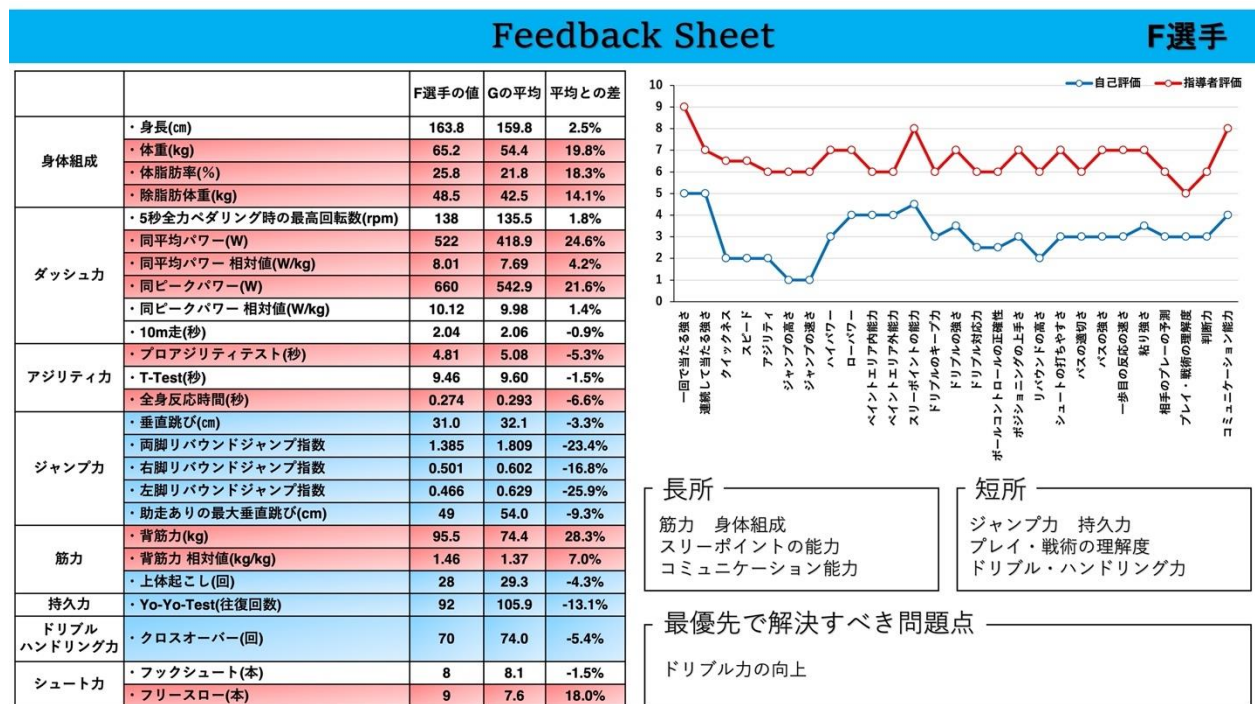 Feedback Sheet
F選手
F選手の値 Gの平均 平均との差
身体組成
・身長(㎝) 163.8 159.8 2.5%
・体重(kg) 65.2 54.4 19.8%
・体脂肪率(%) 25.8 21.8 18.3%
・除脂肪体重(kg) 48.5 42.5 14.1%
ダッシュ力
・5秒全力ペダリング時の最高回転数(rpm) 138 135.5 1.8%
・同平均パワー(W) 522 418.9 24.6%
・同平均パワー 相対値(W/kg) 8.01 7.69 4.2%
・同ピークパワー(W) 660 542.9 21.6%
・同ピークパワー 相対値(W/kg) 10.12 9.98 1.4%
・10m走(秒) 2.04 2.06 -0.9%
アジリティ力
・プロアジリティテスト(秒) 4.81 5.08 -5.3%
・T-Test(秒) 9.46 9.60 -1.5%
・全身反応時間(秒) 0.274 0.293 -6.6%
ジャンプ力
・垂直跳び(㎝) 31.0 32.1 -3.3%
・両脚リバウンドジャンプ指数 1.385 1.809 -23.4%
・右脚リバウンドジャンプ指数 0.501 0.602 -16.8%
・左脚リバウンドジャンプ指数 0.466 0.629 -25.9%
・助走ありの最大垂直跳び(cm) 49 54.0 -9.3%
筋力
・背筋力(kg) 95.5 74.4 28.3%
・背筋力 相対値(kg/kg) 1.46 1.37 7.0%
・上体起こし(回) 28 29.3 -4.3%
持久力
・Yo-Yo-Test(往復回数) 92 105.9 -13.1%
ドリブル
ハンドリング力
・クロスオーバー(回) 70 74.0 -5.4%
シュート力
・フックシュート(本) 8 8.1 -1.5%
・フリースロー(本) 9 7.6 18.0%
自己評価 指導者評価
10
9
8
7
6
5
4
3
2
1
0
一回で当たる強さ
連続して当たる強さ
クイックネス
スピード
アジリティ
ジャンプの高さ
ジャンプの速さ
ハイパワー
ローパワー
ペイントエリア内能力
ペイントエリア外能力
スリーポイントの能力
ドリブルのキープ力
ドリブルの強さ
ドリブル対応力
ボールコントロールの正確性
ポジショニングの上手さ
リバウンドの高さ
シュートの打ちやすさ
パスの適切さ
パスの強さ
一歩目の反応の速さ
粘り強さ
相手のプレーの予測
プレイ・戦術の理解度
判断力
コミュニケーション能力
長所
筋力 身体組成
スリーポイントの能力
コミュニケーション能力
短所
ジャンプ力 持久力
プレイ・戦術の理解度
ドリブル・ハンドリング力
最優先で解決すべき問題点
ドリブル力の向上